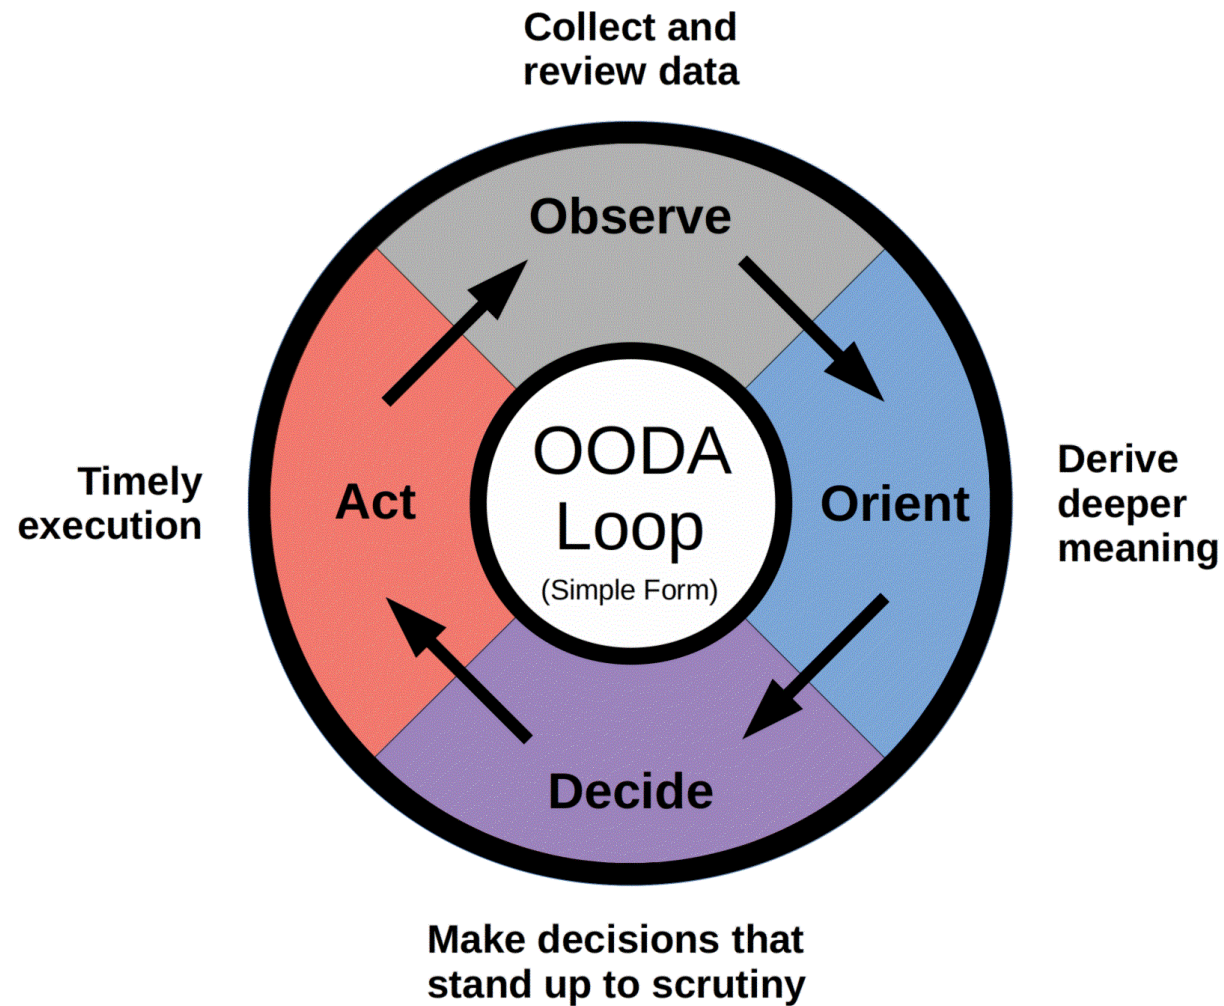 Collect and
review data
Observe
Timely
execution
Act
OODA
Loop
(Simple Form)
Orient
Derive
deeper
meaning
Decide
Make decisions that
stand up to scrutiny